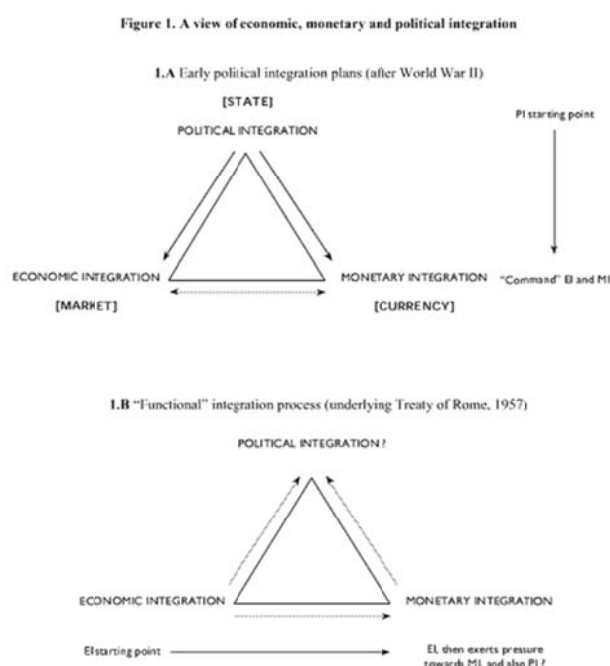 Figure 1. A view of economic, monetary and political integration
1.A Early political integration plans (after World War II)
[STATE]
POLITICAL INTEGRATION
PI starting point
ECONOMIC INTEGRATION
MONETARY INTEGRATION
"Command" EI and MI
[MARKET]
[CURRENCY]
1.B "Functional" integration process (underlying Treaty of Rome, 1957)
POLITICAL INTEGRATION?
ECONOMIC INTEGRATION
MONETARY INTEGRATION
EI starting point
EI, then exerts pressure
towards MI, and also PI ?